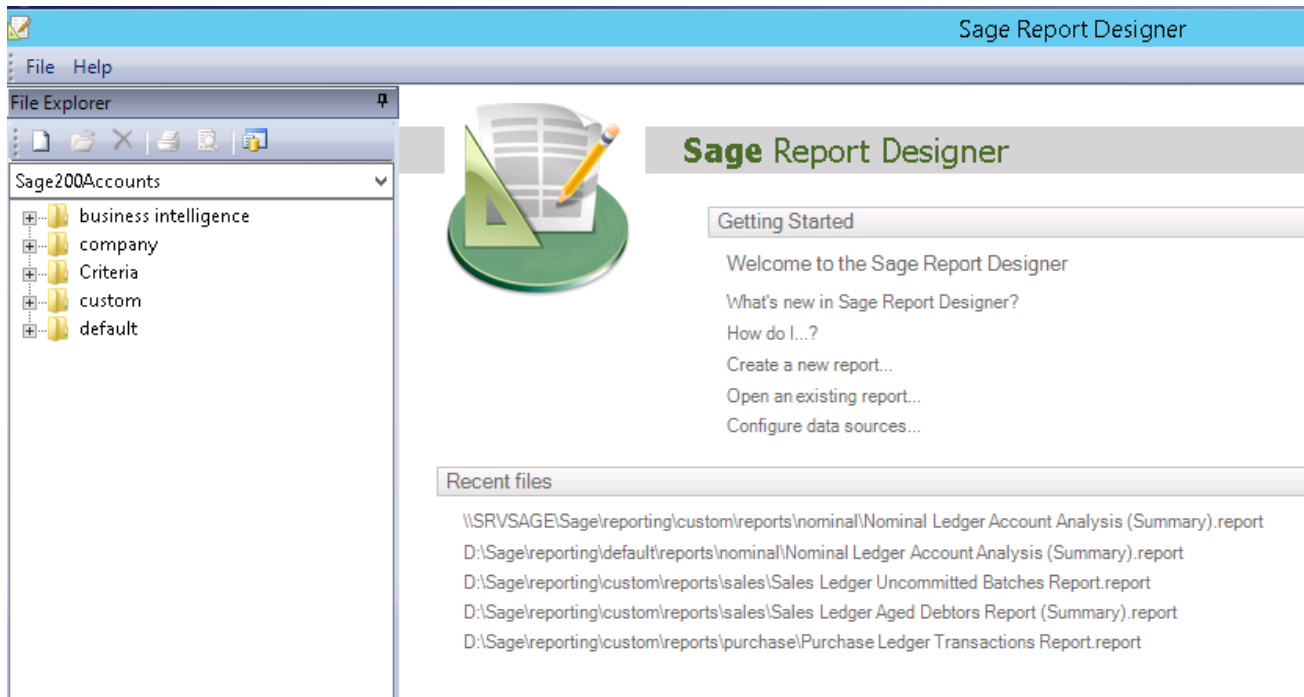 Sage Report Designer
File Help
File Explorer
Sage200Accounts
business intelligence
company
Criteria
custom
default
Sage Report Designer
Getting Started
Welcome to the Sage Report Designer
What's new in Sage Report Designer?
How do I...?
Create a new report...
Open an existing report...
Configure data sources...
Recent files
\\SRVSAGE\Sage\reporting\custom\reports\nominal\Nominal Ledger Account Analysis (Summary).report
D:\Sage\reporting\default\reports\nominal\Nominal Ledger Account Analysis (Summary).report
D:\Sage\reporting\custom\reports\sales\Sales Ledger Uncommitted Batches Report.report
D:\Sage\reporting\custom\reports\sales\Sales Ledger Aged Debtors Report (Summary).report
D:\Sage\reporting\custom\reports\purchase\Purchase Ledger Transactions Report.report